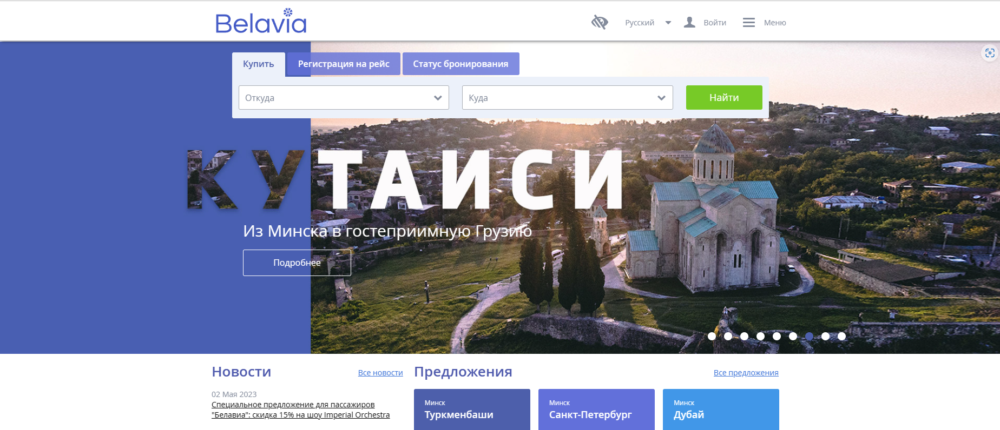 Belavia
Русский
Войти
Меню
Купить
Регистрация на рейс
Статус бронирования
Откуда
Куда
Найти
КУТАИСИ
Из Минска в гостеприимную Грузию
Подробнее
Новости
Все новости
02 Мая 2023
Специальное предложение для пассажиров
"Белавиа": скидка 15% на шоу Imperial Orchestra
Предложения
Все предложения
Минск
Туркменбаши
Минск
Санкт-Петербург
Минск
Дубай